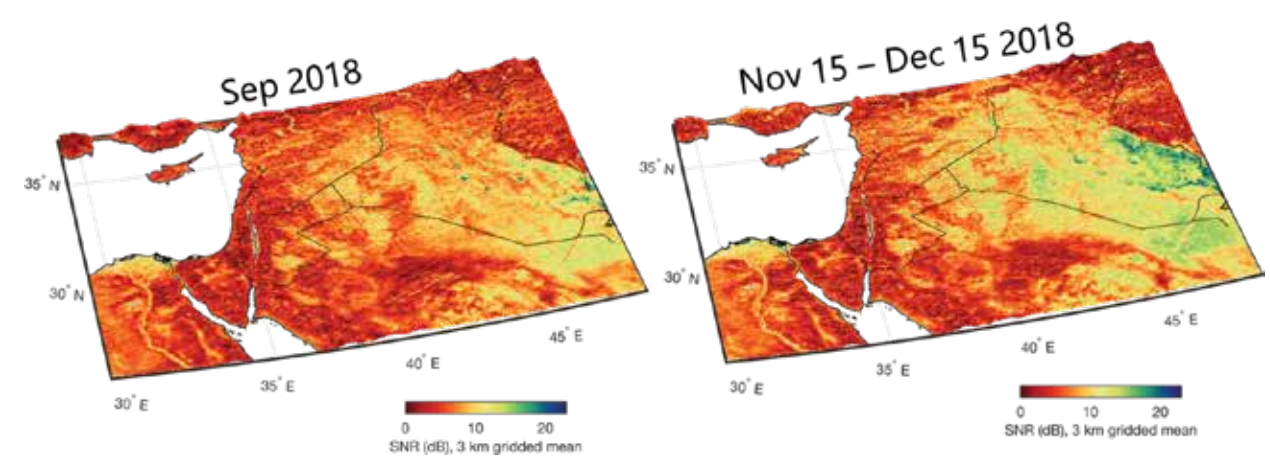 Sep 2018
35° N
30° N
30° E
35° E
40° E
45° E
0 10 20
SNR (dB), 3 km gridded mean
Nov 15 – Dec 15 2018
35° N
30° N
30° E
35° E
40° E
45° E
0 10 20
SNR (dB), 3 km gridded mean